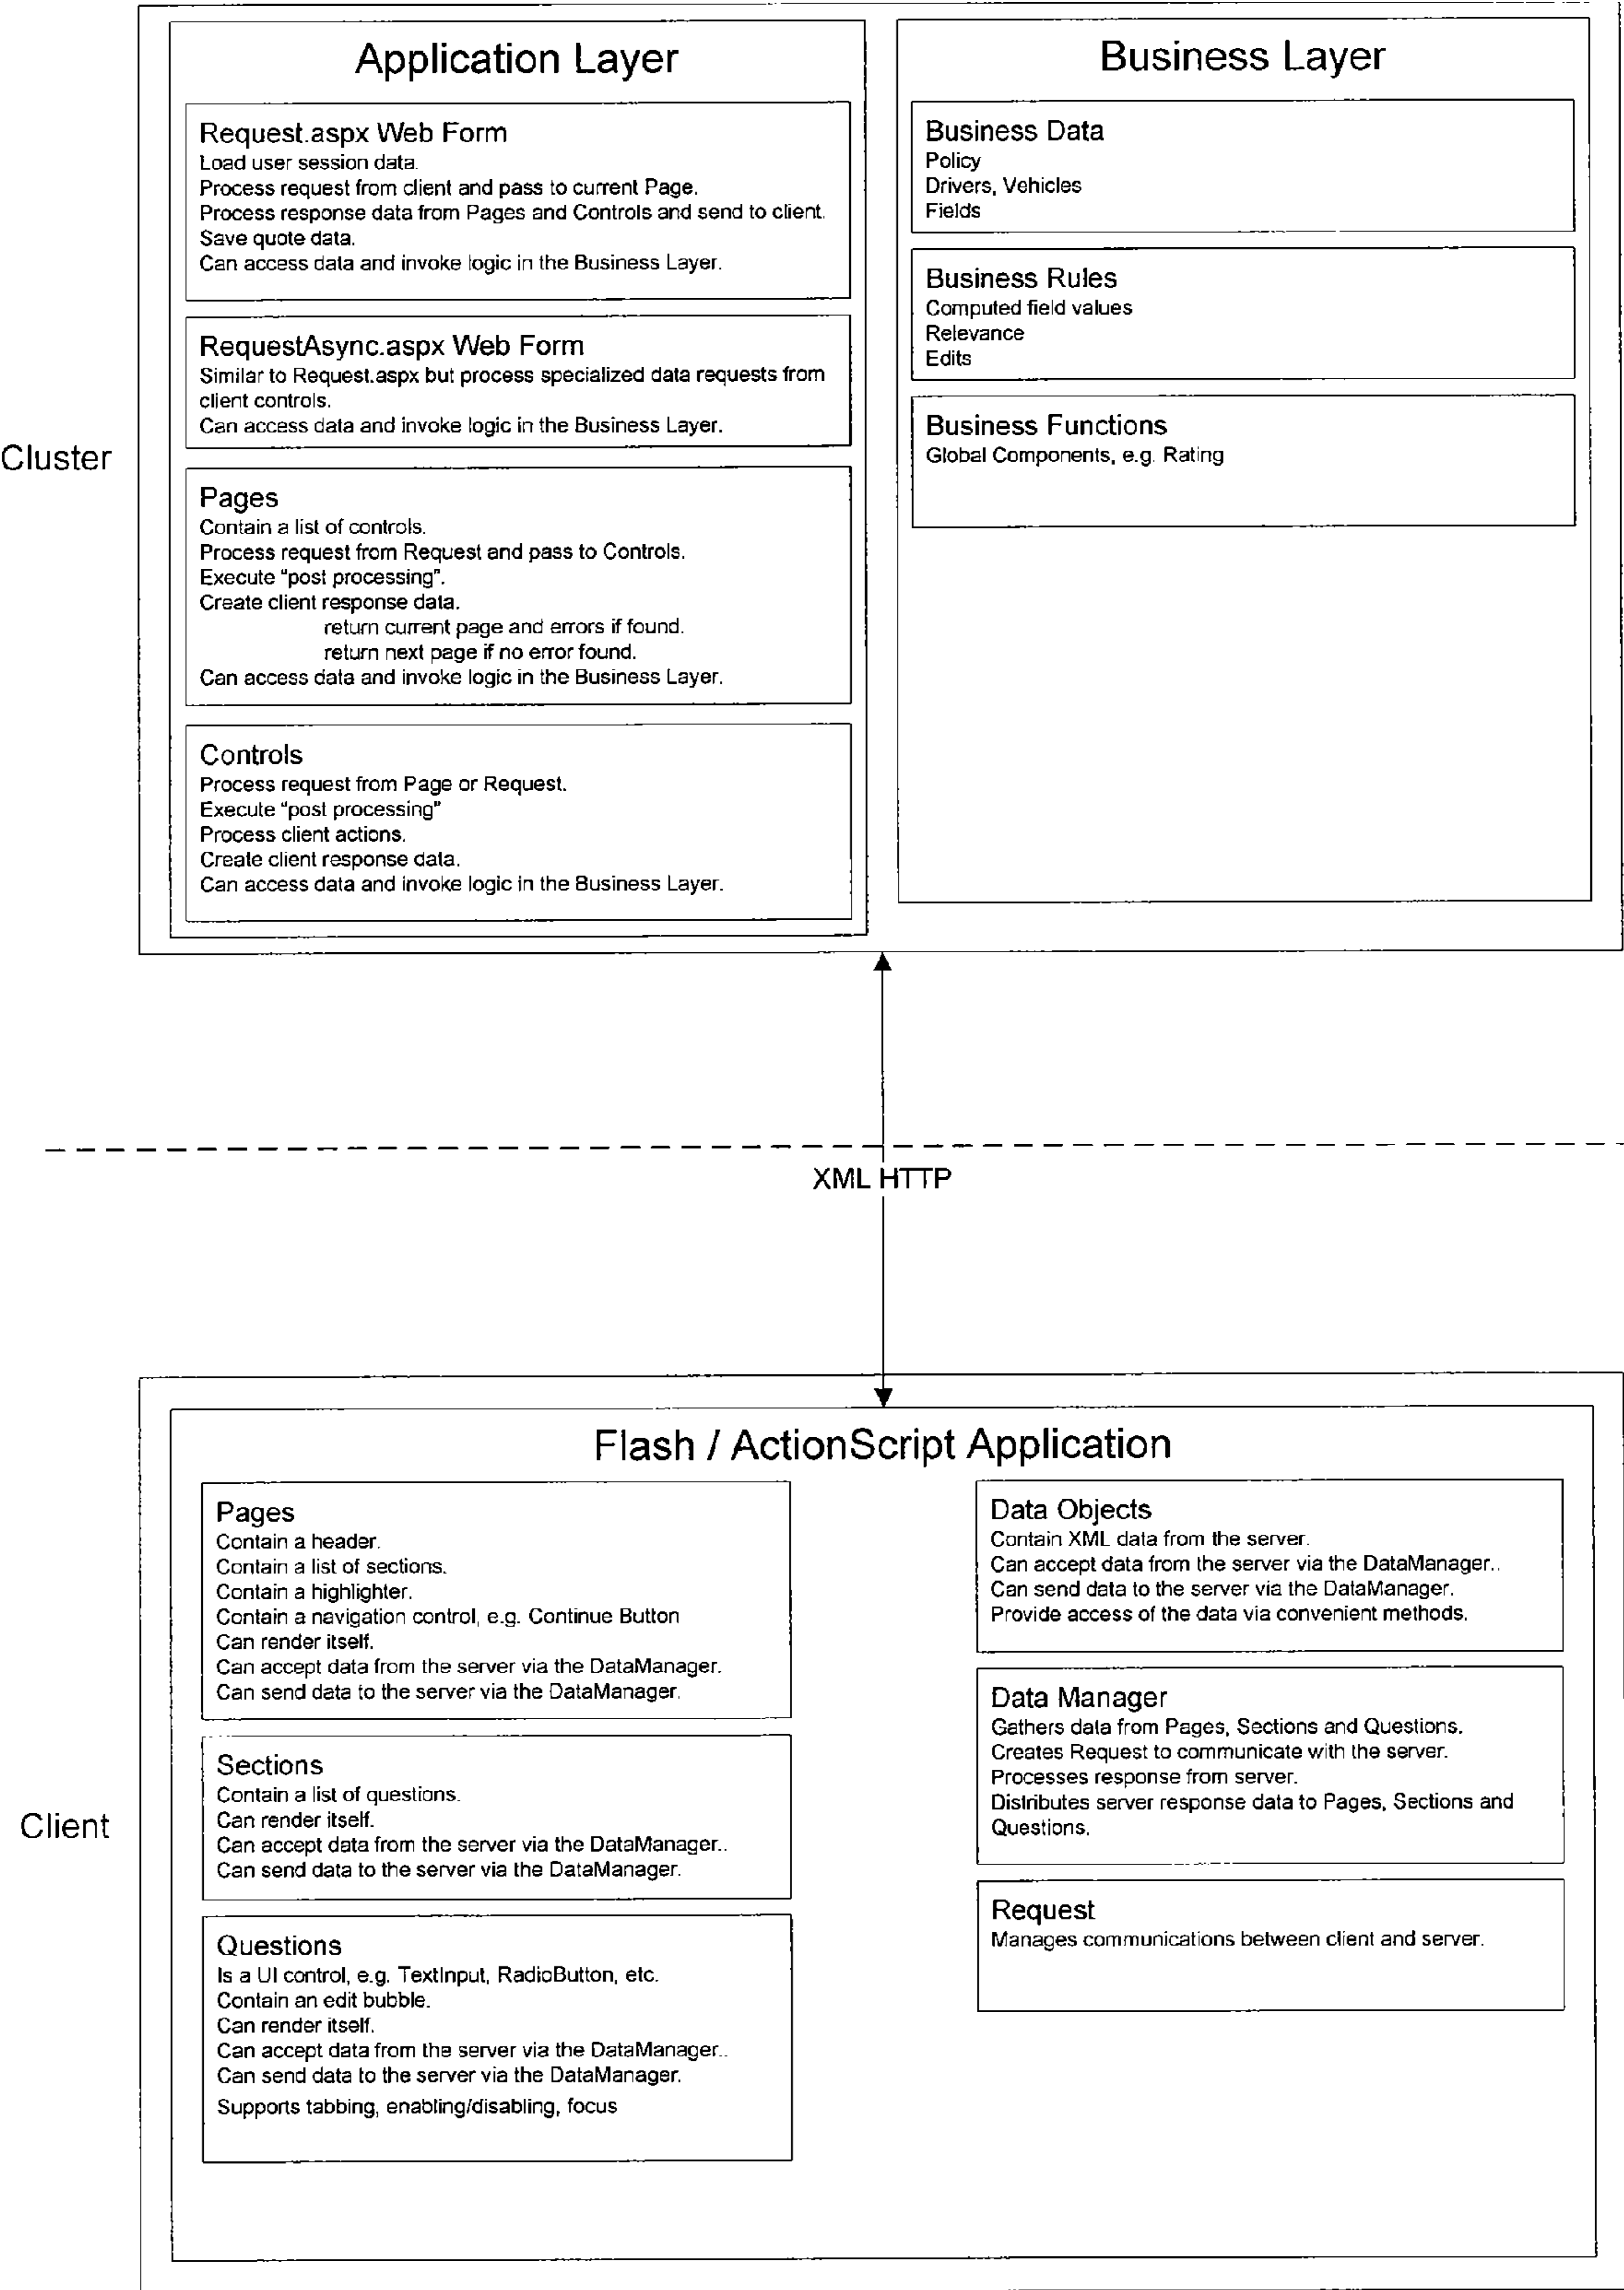 Cluster
Application Layer
Request.aspx Web Form
Load user session data.
Process request from client and pass to current Page.
Process response data from Pages and Controls and send to client.
Save quote data.
Can access data and invoke logic in the Business Layer.
RequestAsync.aspx Web Form
Similar to Request.aspx but process specialized data requests from
client controls.
Can access data and invoke logic in the Business Layer.
Pages
Contain a list of controls.
Process request from Request and pass to Controls.
Execute "post processing".
Create client response data.
return current page and errors if found.
return next page if no error found.
Can access data and invoke logic in the Business Layer.
Controls
Process request from Page or Request.
Execute "post processing"
Process client actions.
Create client response data.
Can access data and invoke logic in the Business Layer.
Business Layer
Business Data
Policy
Drivers, Vehicles
Fields
Business Rules
Computed field values
Relevance
Edits
Business Functions
Global Components, e.g. Rating
XML HTTP
Client
Flash / ActionScript Application
Pages
Contain a header.
Contain a list of sections.
Contain a highlighter.
Contain a navigation control, e.g. Continue Button
Can render itself.
Can accept data from the server via the DataManager.
Can send data to the server via the DataManager.
Sections
Contain a list of questions.
Can render itself.
Can accept data from the server via the DataManager..
Can send data to the server via the DataManager.
Questions
Is a UI control, e.g. TextInput, RadioButton, etc.
Contain an edit bubble.
Can render itself.
Can accept data from the server via the DataManager..
Can send data to the server via the DataManager.
Supports tabbing, enabling/disabling, focus
Data Objects
Contain XML data from the server.
Can accept data from the server via the DataManager..
Can send data to the server via the DataManager.
Provide access of the data via convenient methods.
Data Manager
Gathers data from Pages, Sections and Questions.
Creates Request to communicate with the server.
Processes response from server.
Distributes server response data to Pages, Sections and
Questions.
Request
Manages communications between client and server.